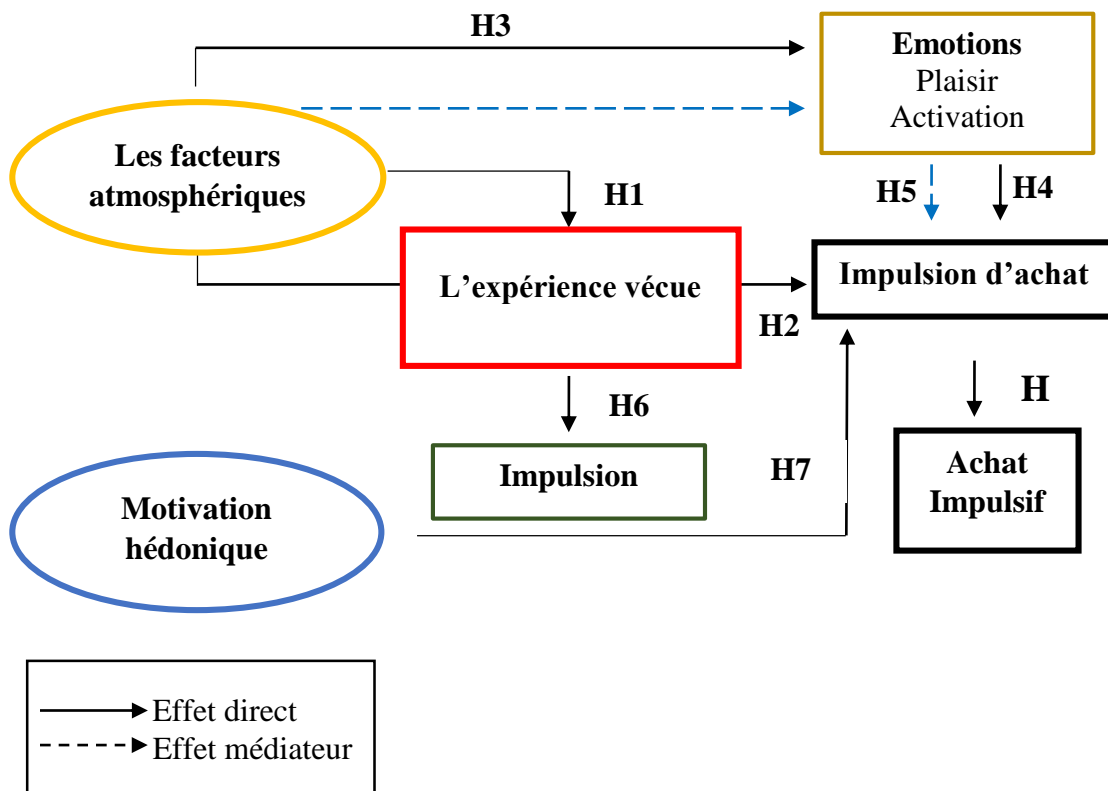 H3
Emotions
Plaisir
Activation
Les facteurs
atmosphériques
H1
H5
H4
L’expérience vécue
Impulsion d’achat
H2
H6
H
Impulsion
H7
Achat
Impulsif
Motivation
hédonique
Effet direct
Effet médiateur